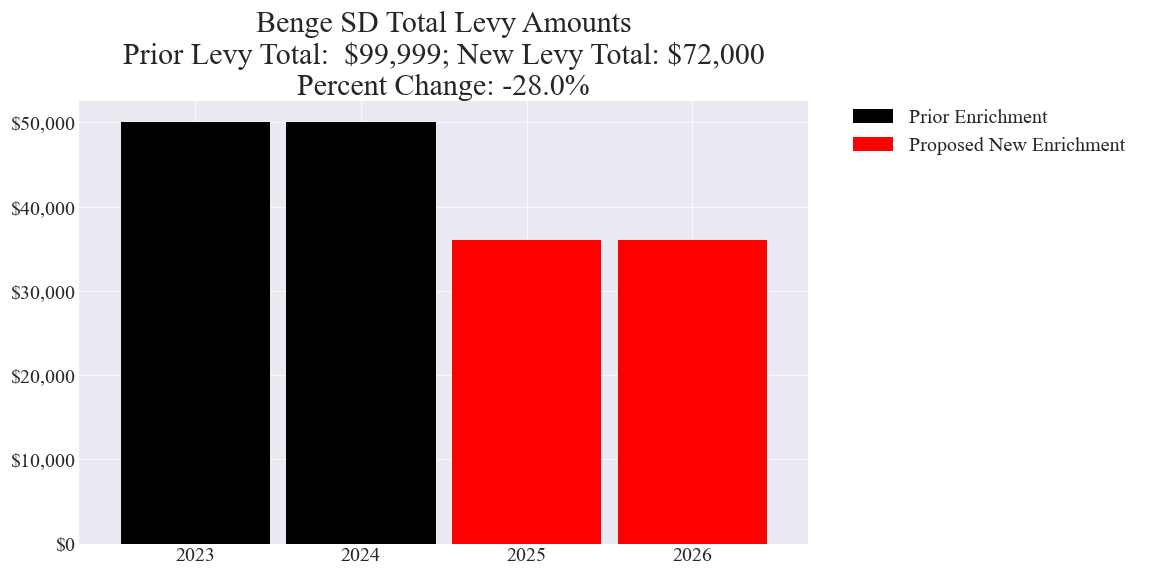 Benge SD Total Levy Amounts
Prior Levy Total:  $99,999; New Levy Total: $72,000
Percent Change: -28.0%
Prior Enrichment
Proposed New Enrichment
$50,000
$40,000
$30,000
$20,000
$10,000
$0
2023 2024 2025 2026